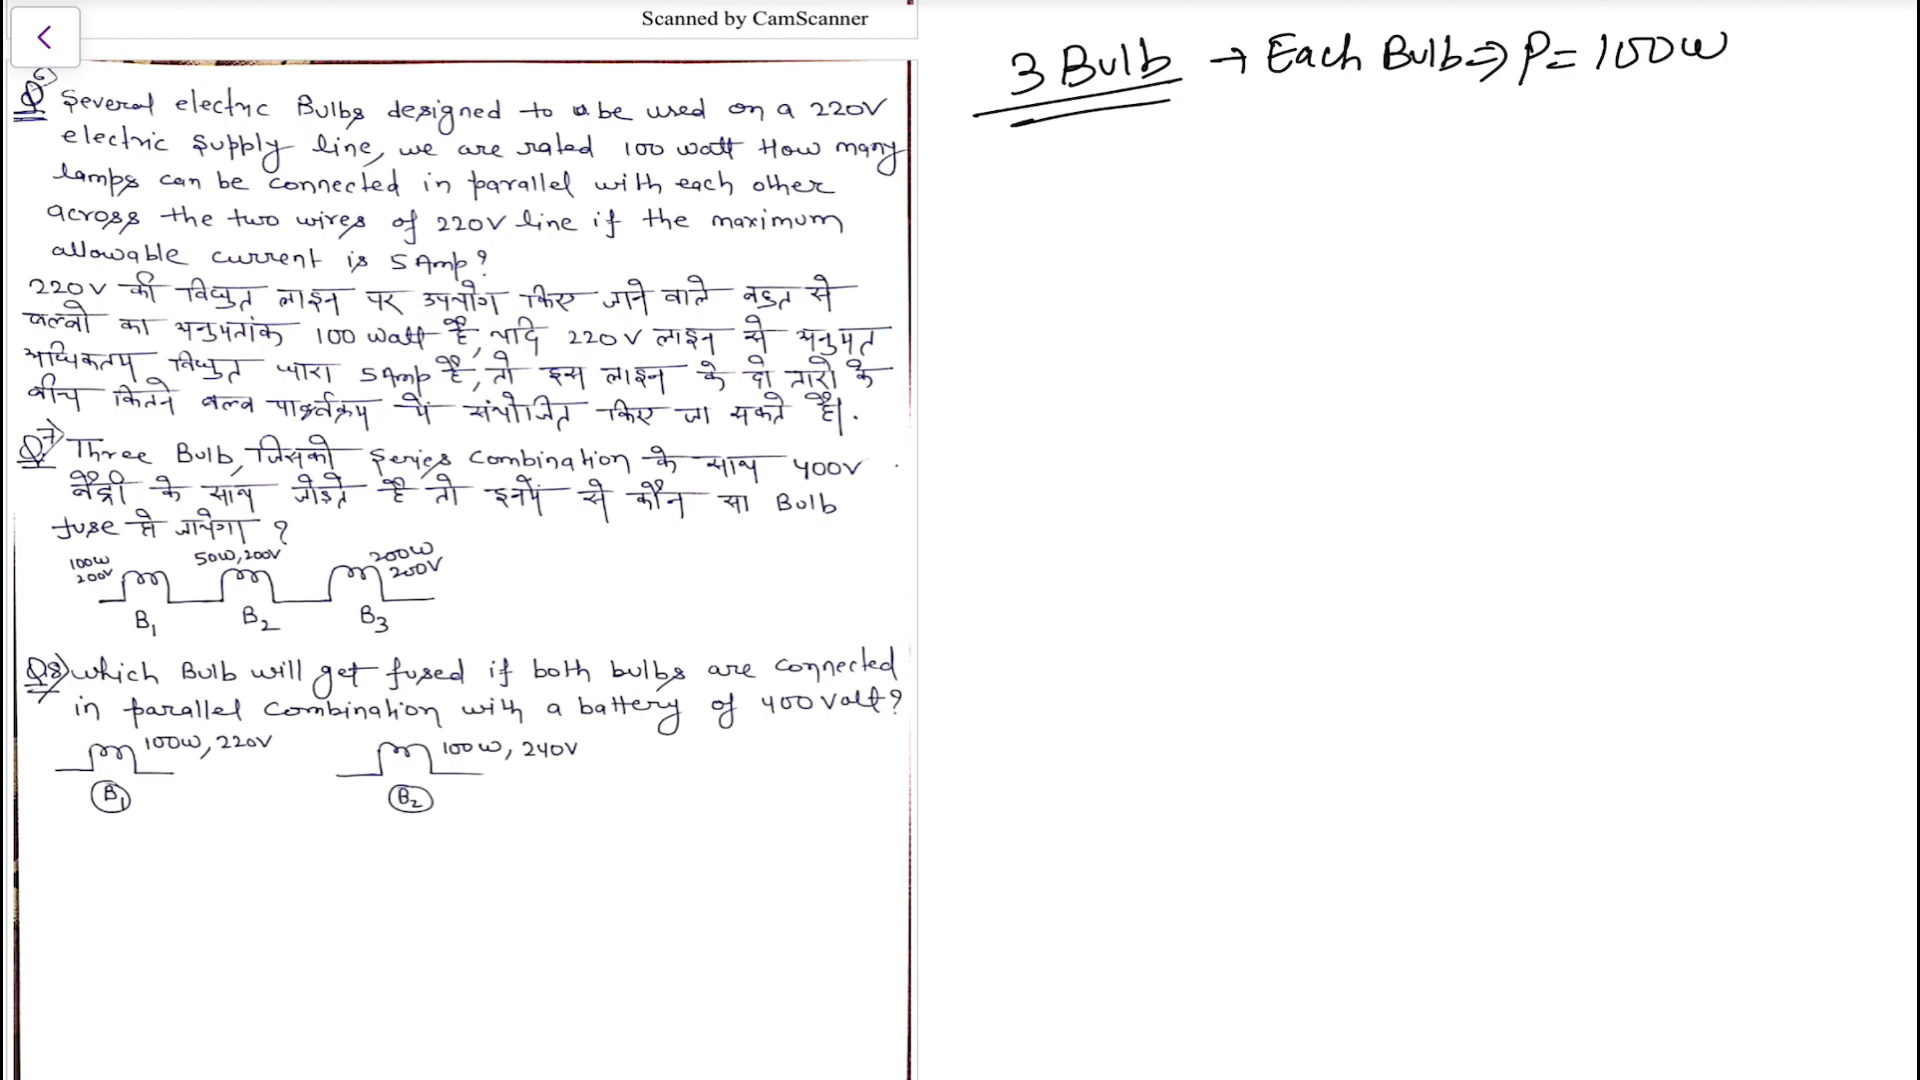 Scanned by CamScanner
3 Bulb → Each Bulb ⇒ P = 100W
Q 6) Several electric Bulbs designed to be used on a 220V
electric supply line, we are rated 100 watt How many
lamps can be connected in parallel with each other
across the two wires of 220V line if the maximum
allowable current is 5 Amp?
220V की विद्युत लाइन पर उपयोग किए जाने वाले बहुत से
बल्बो का अनुमतांक 100 watt है, यदि 220V लाइन से अनुमत
अधिकतम विद्युत धारा 5 Amp है, तो इस लाइन के दो तारो के
बीच कितने बल्ब पार्श्वक्रम में संयोजित किए जा सकते है।.
Q 7) Three Bulb, जिसको Series Combination के साथ 400V
बैट्री के साथ जोड़ते है तो इनमें से कौन सा Bulb
fuse हो जायेगा ?
100W 200V
50W, 200V
200W 200V
B1 B2 B3
Q8) which Bulb will get fused if both bulbs are connected
in parallel combination with a battery of 400 Volt?
100W, 220V 100W, 240V
B1 B2